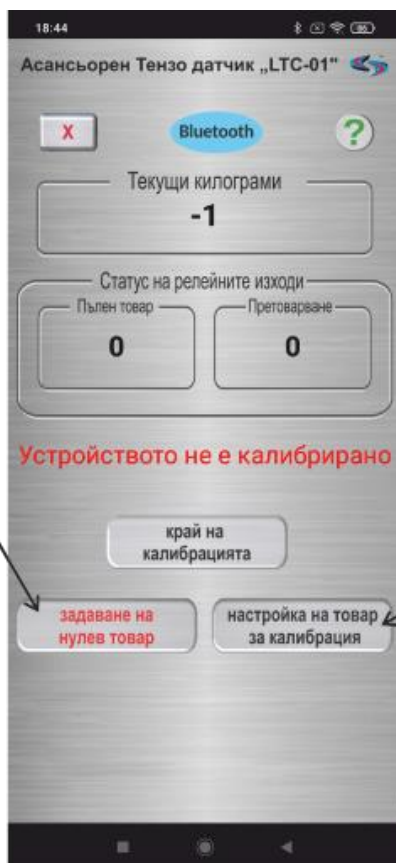 18:44
86
Асансьорен Тензо датчик „LTC-01"
X
Bluetooth
?
Текущи килограми
-1
Статус на релейните изходи
Пълен товар
Претоварване
0
0
Устройството не е калибрирано
край на
калибрацията
задаване на
нулев товар
настройка на товар
за калибрация